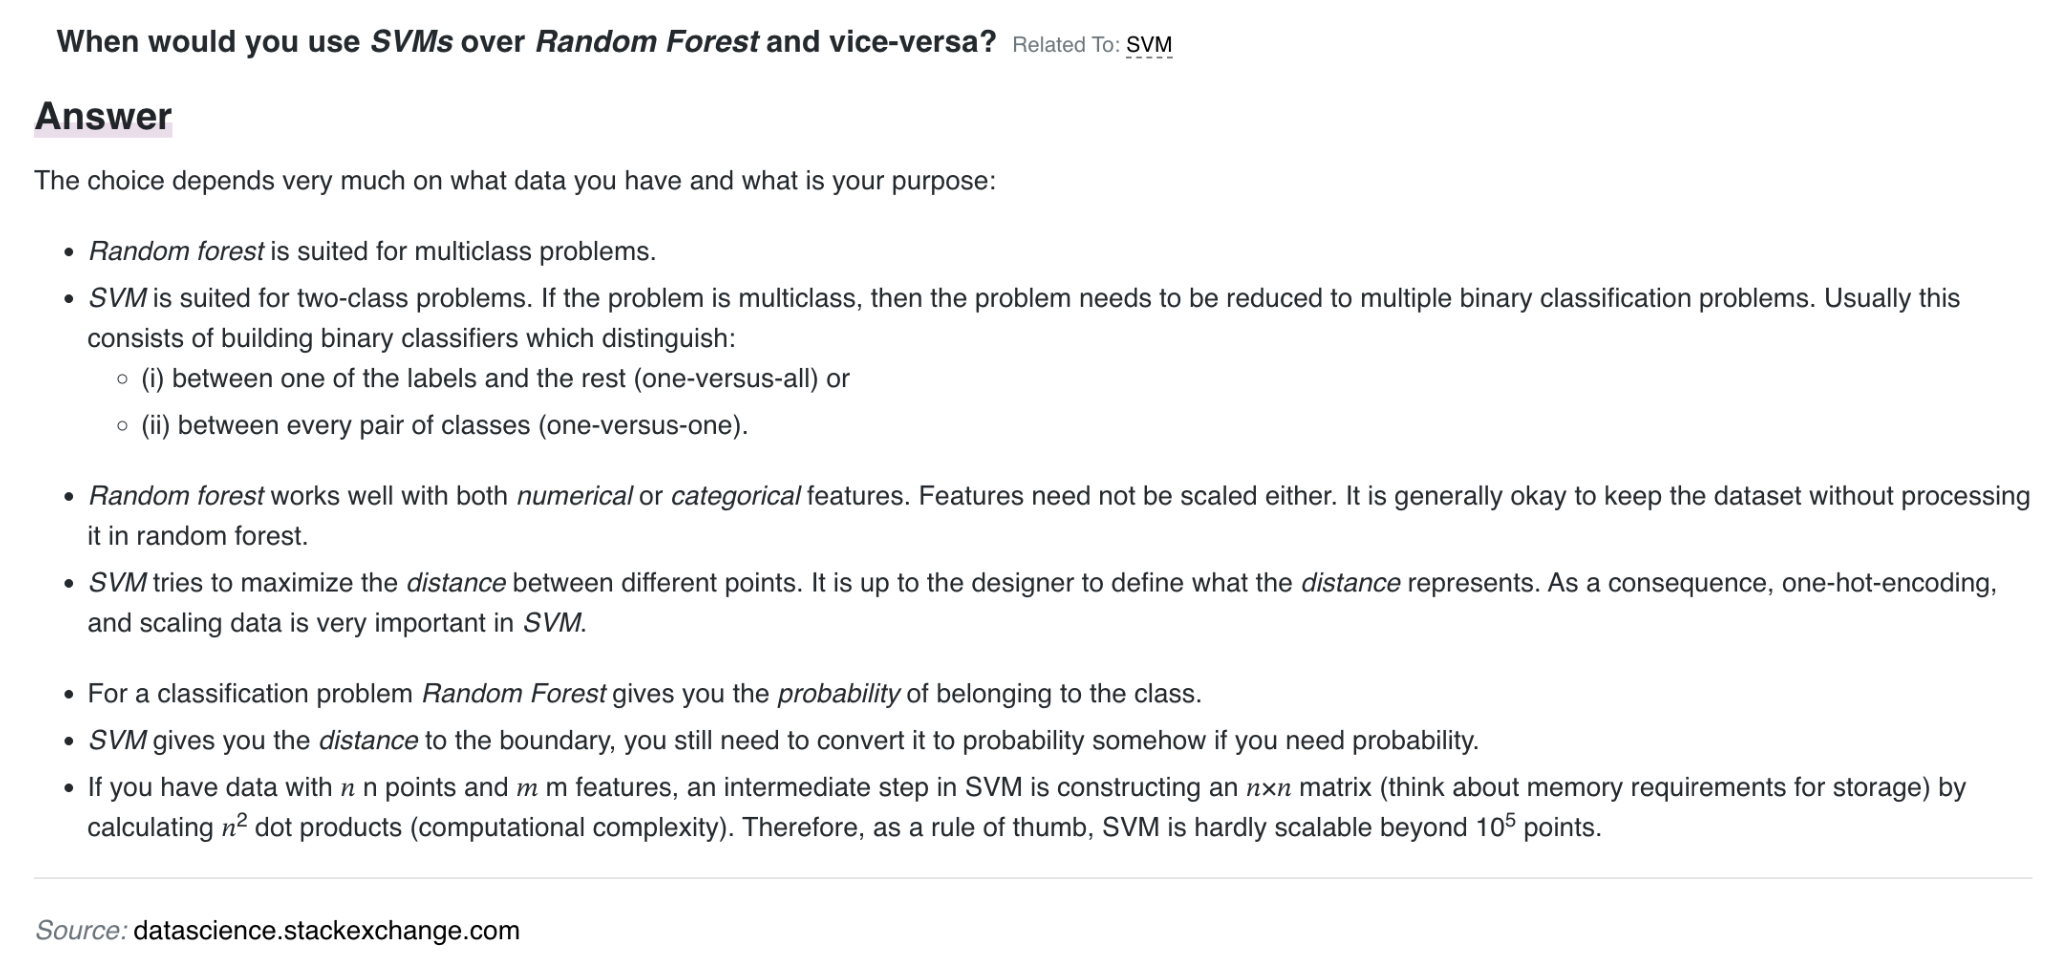 When would you use SVMs over Random Forest and vice-versa? Related To: SVM
Answer
The choice depends very much on what data you have and what is your purpose:
• Random forest is suited for multiclass problems.
• SVM is suited for two-class problems. If the problem is multiclass, then the problem needs to be reduced to multiple binary classification problems. Usually this
consists of building binary classifiers which distinguish:
◦ (i) between one of the labels and the rest (one-versus-all) or
◦ (ii) between every pair of classes (one-versus-one).
• Random forest works well with both numerical or categorical features. Features need not be scaled either. It is generally okay to keep the dataset without processing
it in random forest.
• SVM tries to maximize the distance between different points. It is up to the designer to define what the distance represents. As a consequence, one-hot-encoding,
and scaling data is very important in SVM.
• For a classification problem Random Forest gives you the probability of belonging to the class.
• SVM gives you the distance to the boundary, you still need to convert it to probability somehow if you need probability.
• If you have data with n n points and m m features, an intermediate step in SVM is constructing an n×n matrix (think about memory requirements for storage) by
calculating n² dot products (computational complexity). Therefore, as a rule of thumb, SVM is hardly scalable beyond 10⁵ points.
Source: datascience.stackexchange.com